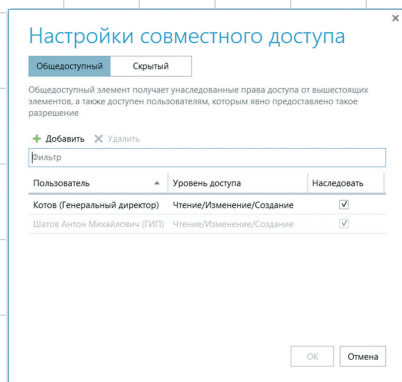 Настройки совместного доступа
Общедоступный Скрытый
Общедоступный элемент получает унаследованные права доступа от вышестоящих
элементов, а также доступен пользователям, которым явно предоставлено такое
разрешение
Добавить Удалить
Фильтр
Пользователь Уровень доступа Наследовать
Котов (Генеральный директор) Чтение/Изменение/Создание
Шатов Антон Михайлович (ГИП) Чтение/Изменение/Создание
ОК Отмена